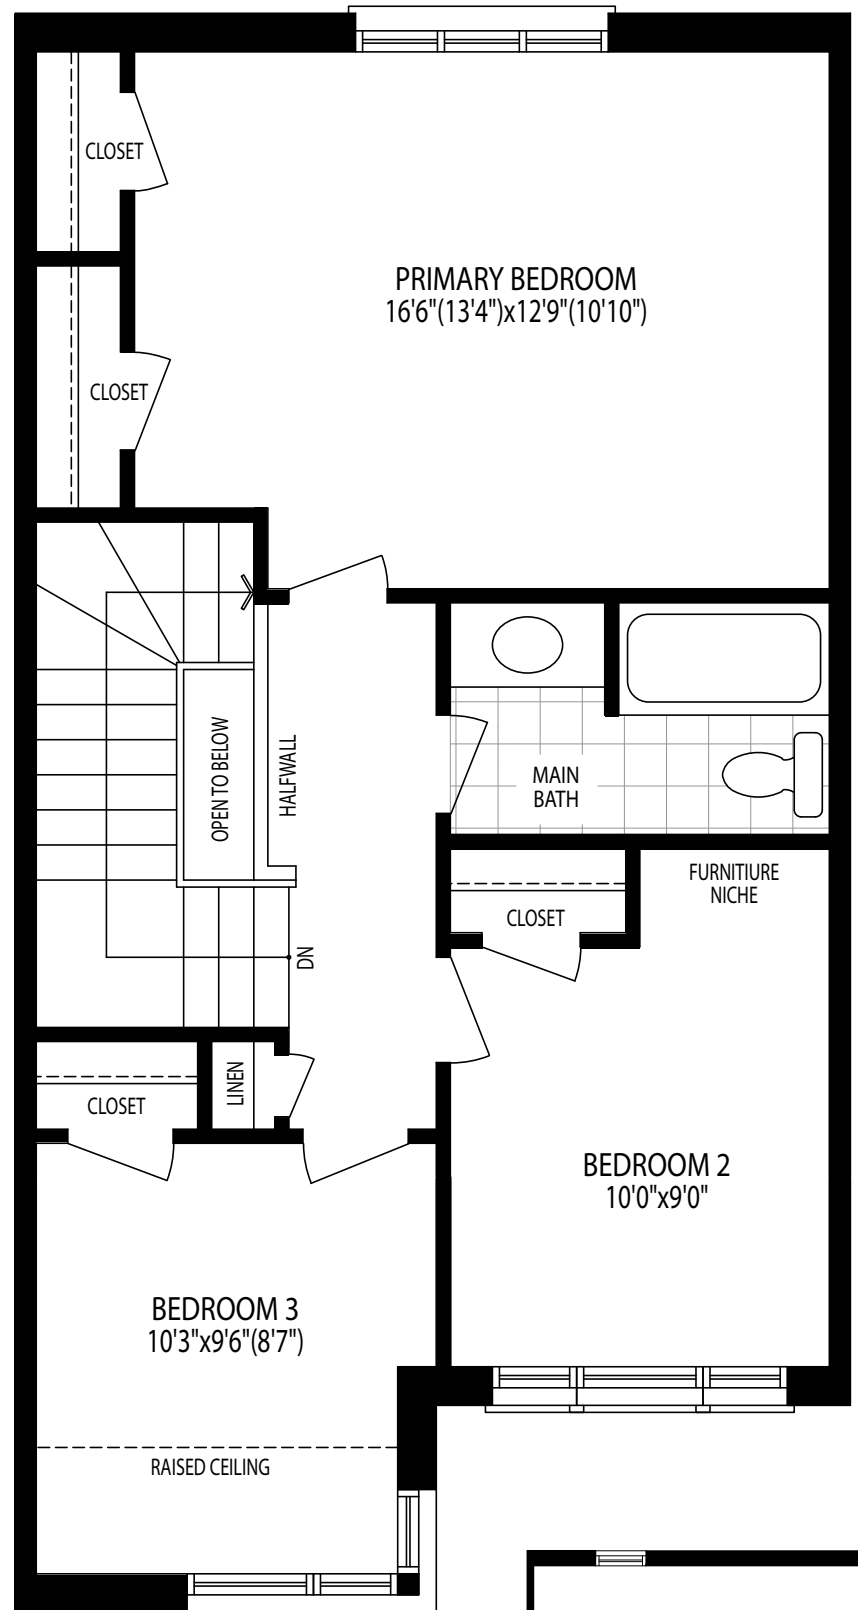 CLOSET
PRIMARY BEDROOM
16'6"(13'4")x12'9"(10'10")
CLOSET
OPEN TO BELOW
HALFWALL
MAIN
BATH
FURNITIURE
NICHE
CLOSET
DN
LINEN
CLOSET
BEDROOM 2
10'0"x9'0"
BEDROOM 3
10'3"x9'6"(8'7")
RAISED CEILING